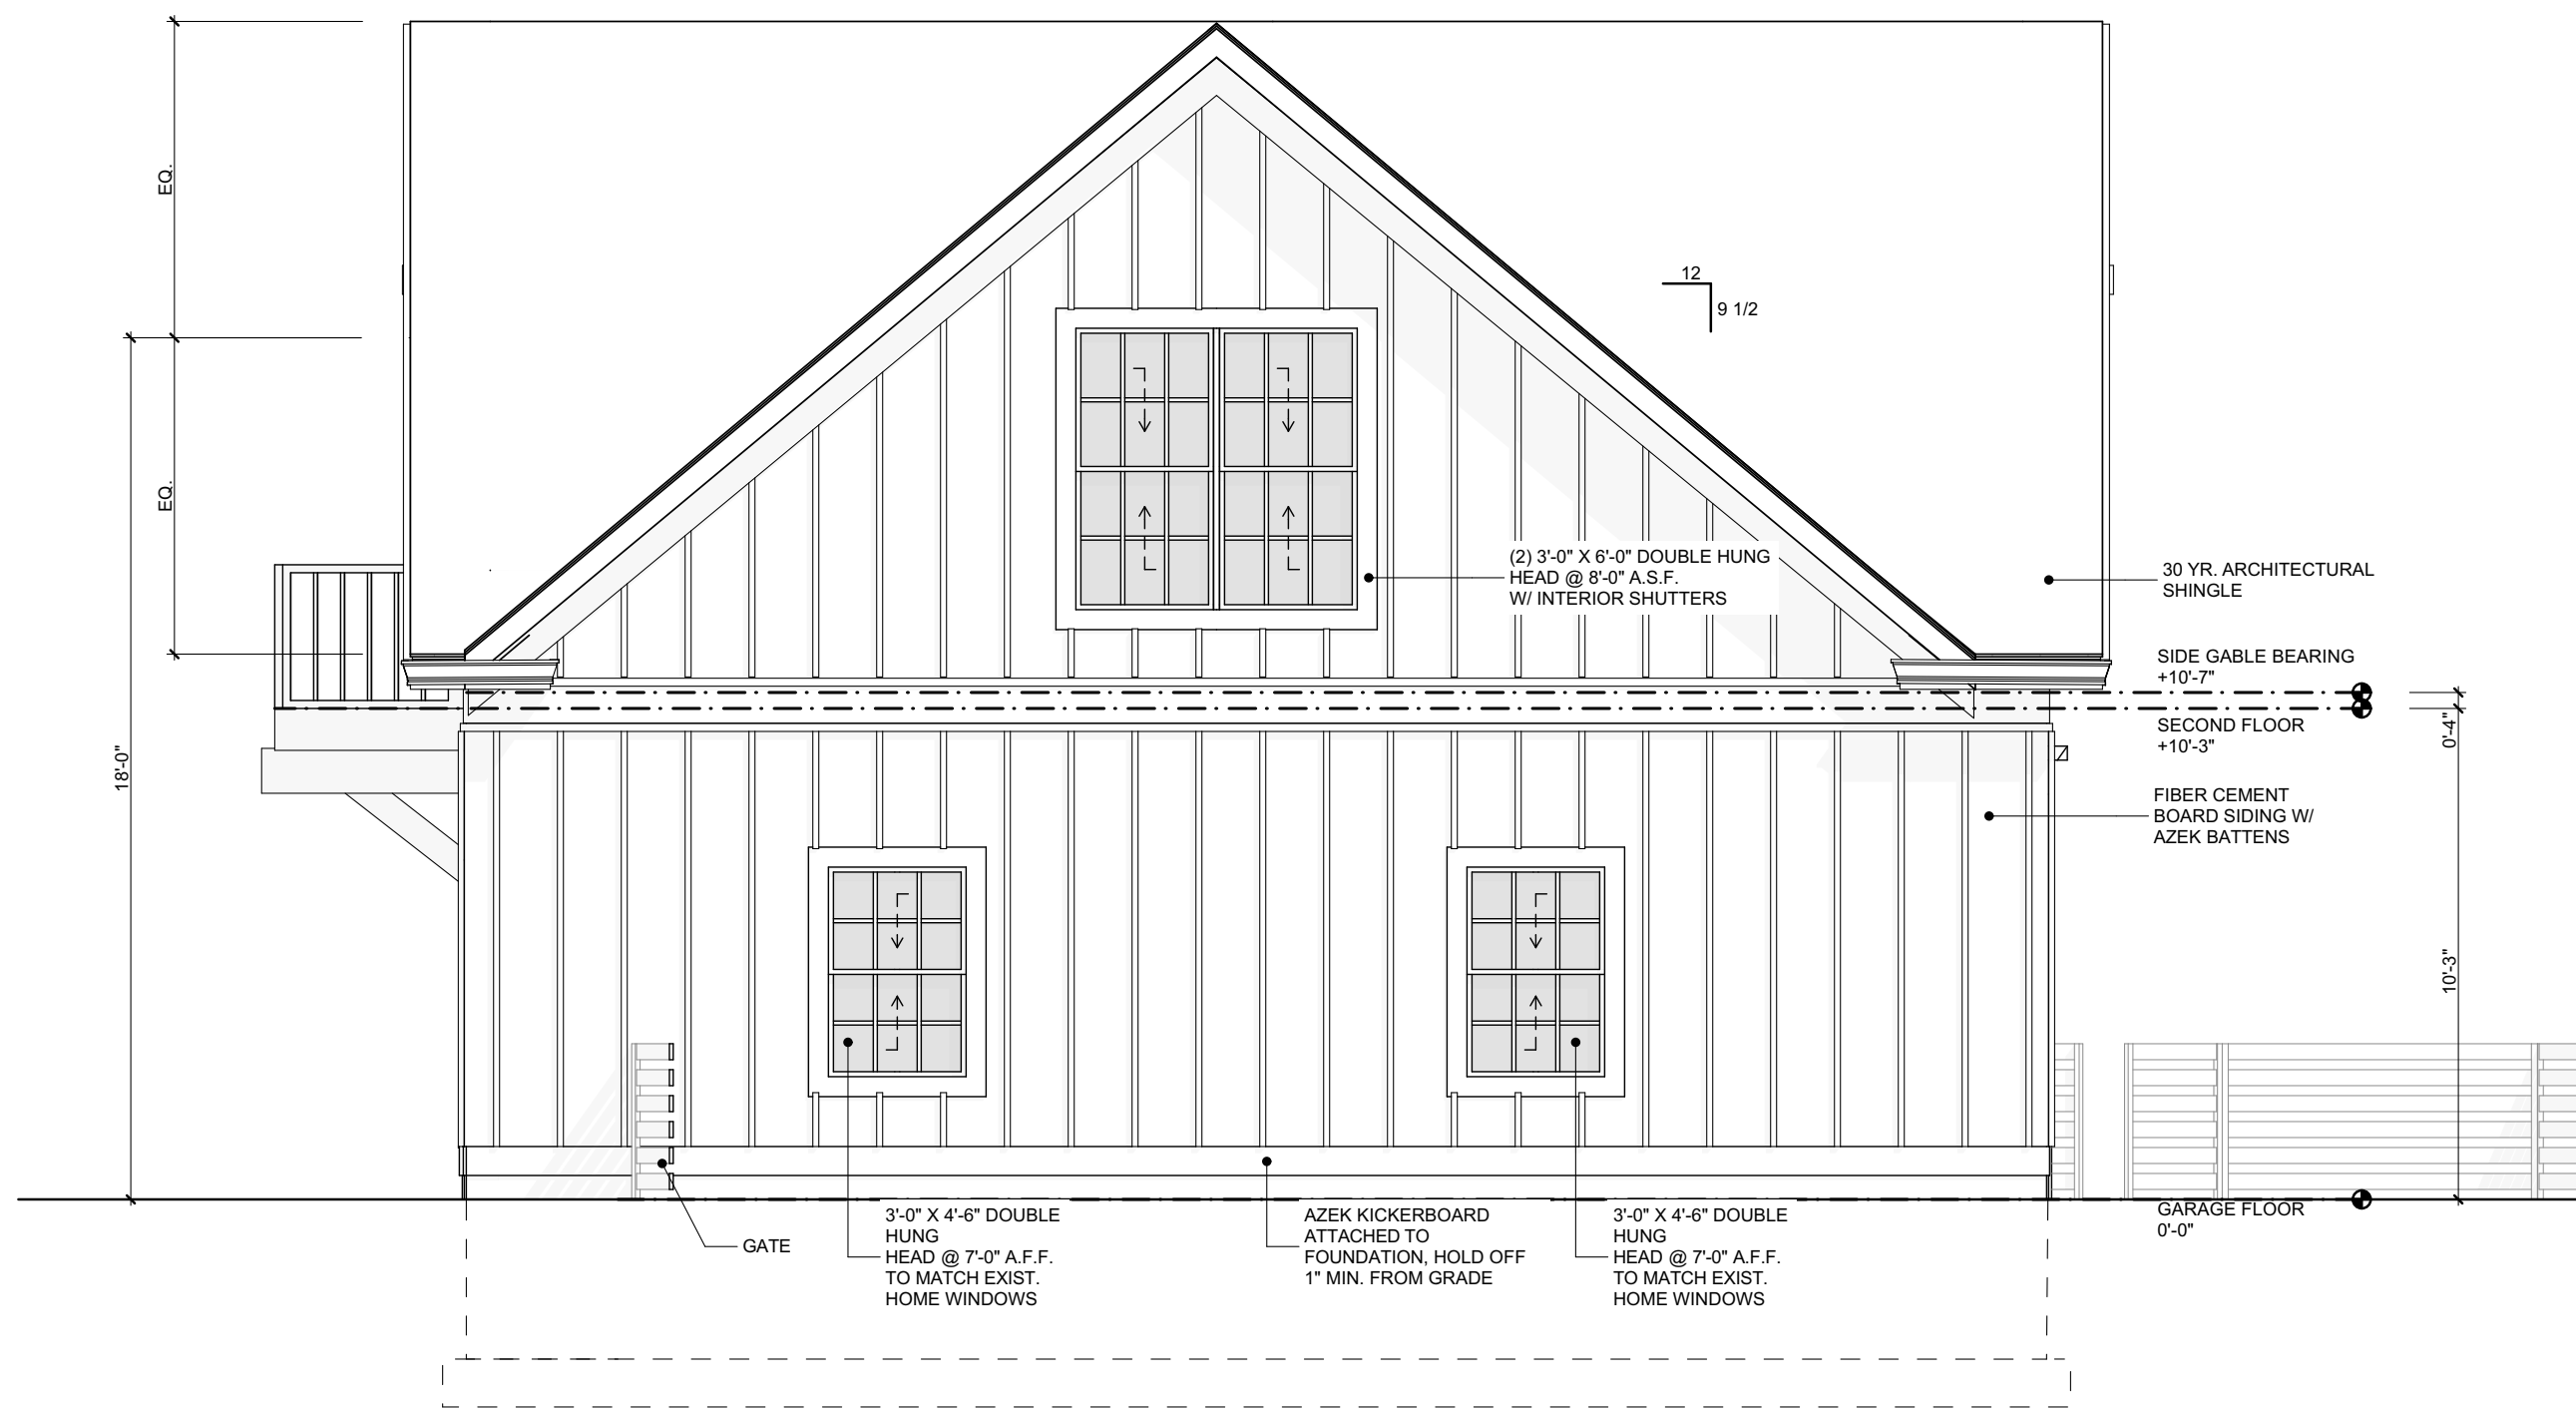 EQ.
12
9 1/2
EQ.
(2) 3'-0" X 6'-0" DOUBLE HUNG
HEAD @ 8'-0" A.S.F.
W/ INTERIOR SHUTTERS
30 YR. ARCHITECTURAL
SHINGLE
SIDE GABLE BEARING
+10'-7"
SECOND FLOOR
+10'-3"
0'-4"
18'-0"
FIBER CEMENT
BOARD SIDING W/
AZEK BATTENS
10'-3"
GARAGE FLOOR
0'-0"
GATE
3'-0" X 4'-6" DOUBLE
HUNG
HEAD @ 7'-0" A.F.F.
TO MATCH EXIST.
HOME WINDOWS
AZEK KICKERBOARD
ATTACHED TO
FOUNDATION, HOLD OFF
1" MIN. FROM GRADE
3'-0" X 4'-6" DOUBLE
HUNG
HEAD @ 7'-0" A.F.F.
TO MATCH EXIST.
HOME WINDOWS